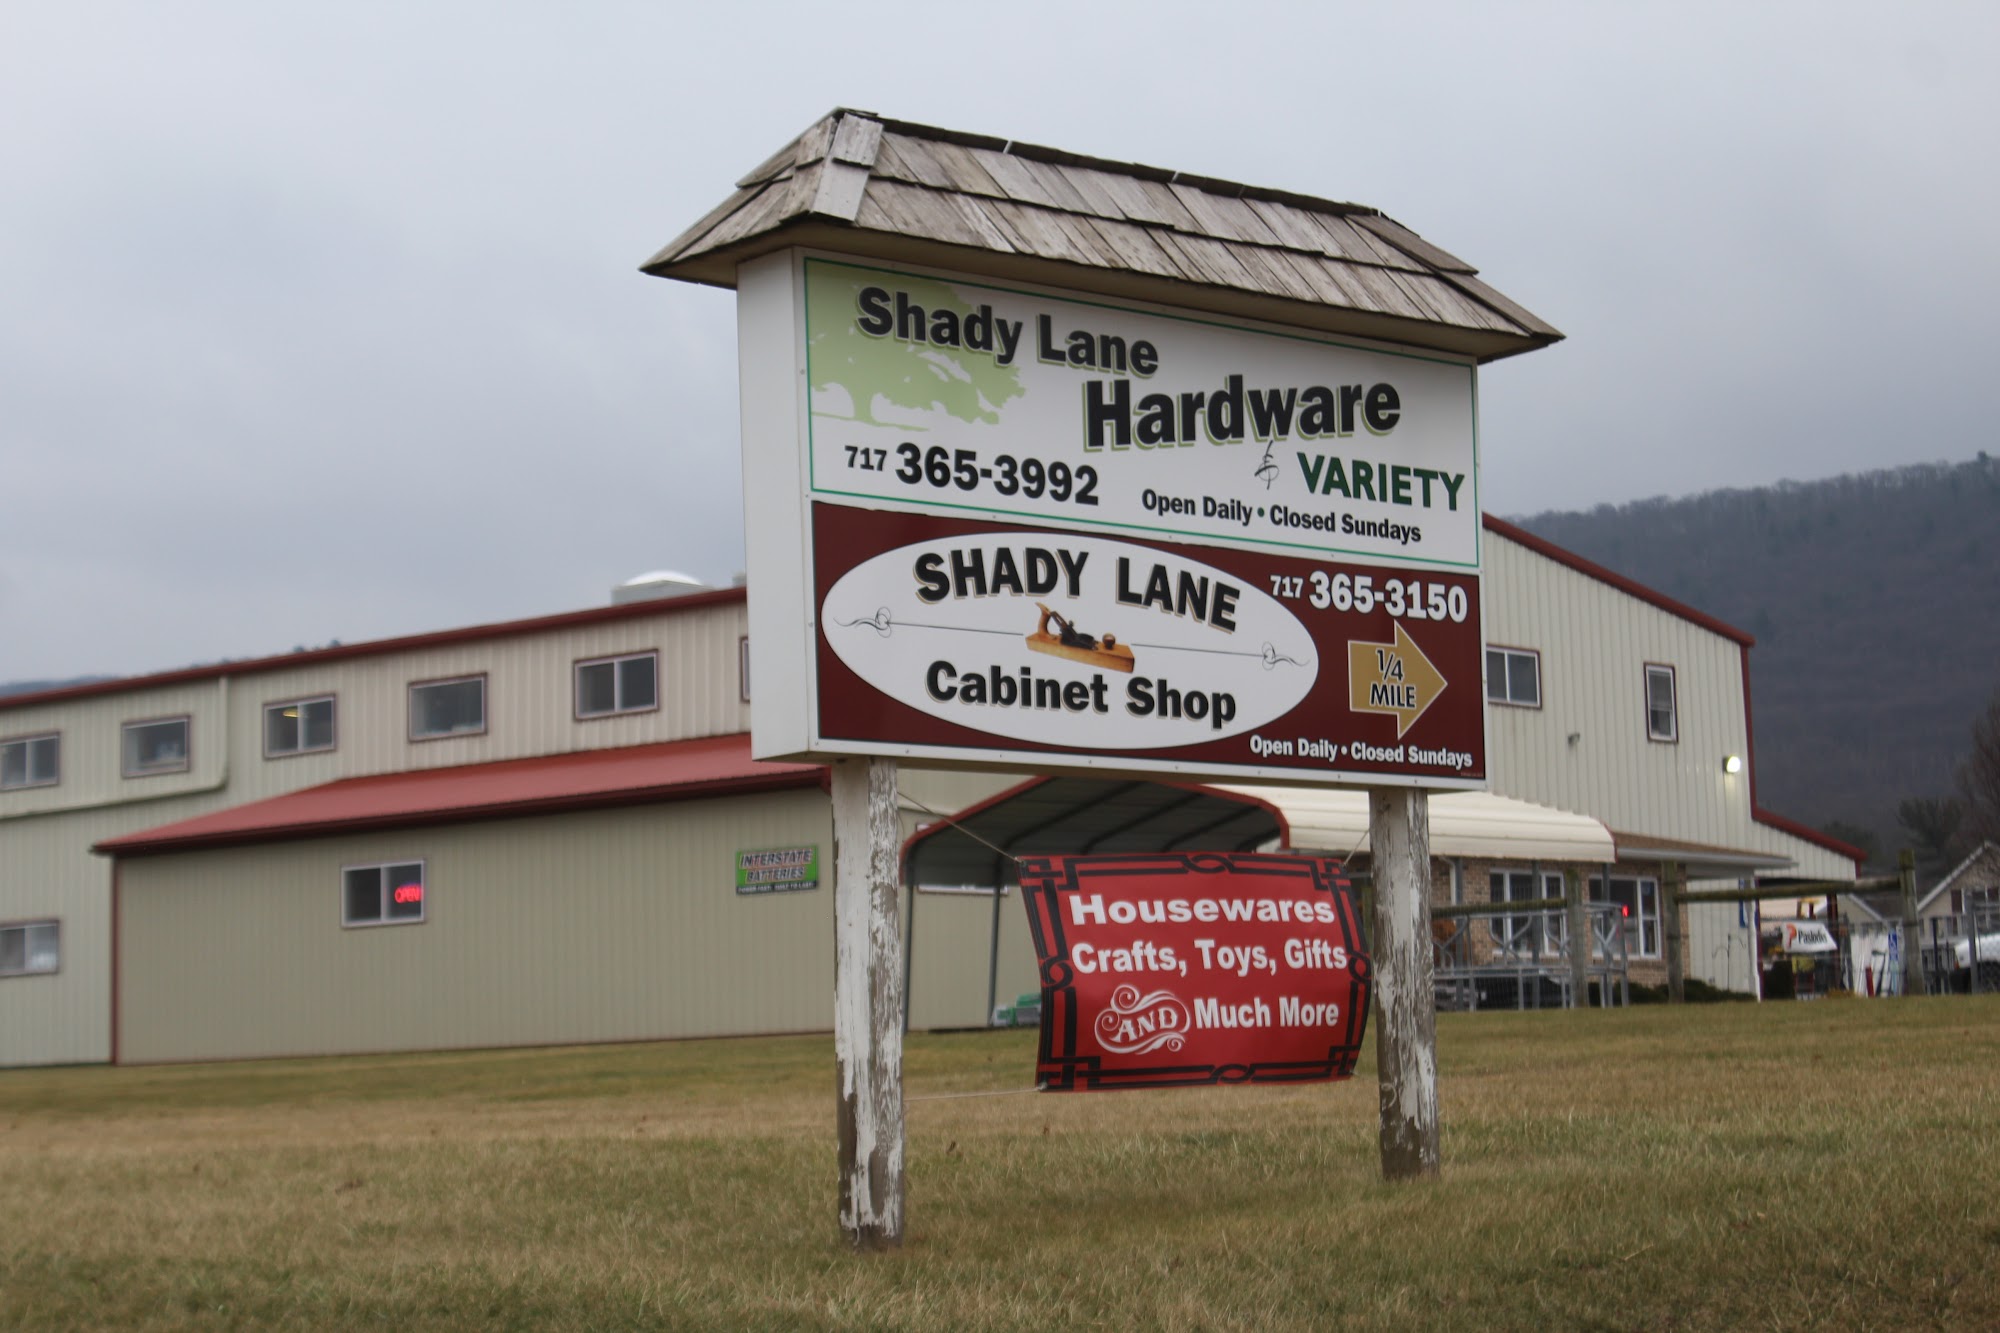 Shady Lane
Hardware
& VARIETY
717 365-3992
Open Daily • Closed Sundays
SHADY LANE
Cabinet Shop
717 365-3150
1/4
MILE
Open Daily • Closed Sundays
Housewares
Crafts, Toys, Gifts
AND Much More
INTERSTATE
BATTERIES
OPEN
Paslode